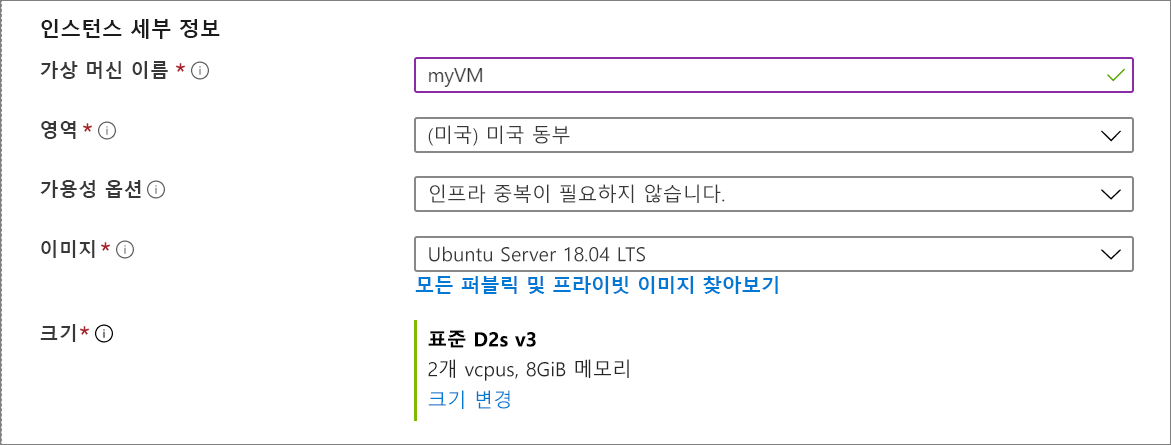 인스턴스 세부 정보
가상 머신 이름 *
myVM
영역 *
(미국) 미국 동부
가용성 옵션
인프라 중복이 필요하지 않습니다.
이미지 *
Ubuntu Server 18.04 LTS
모든 퍼블릭 및 프라이빗 이미지 찾아보기
크기*
표준 D2s v3
2개 vcpus, 8GiB 메모리
크기 변경